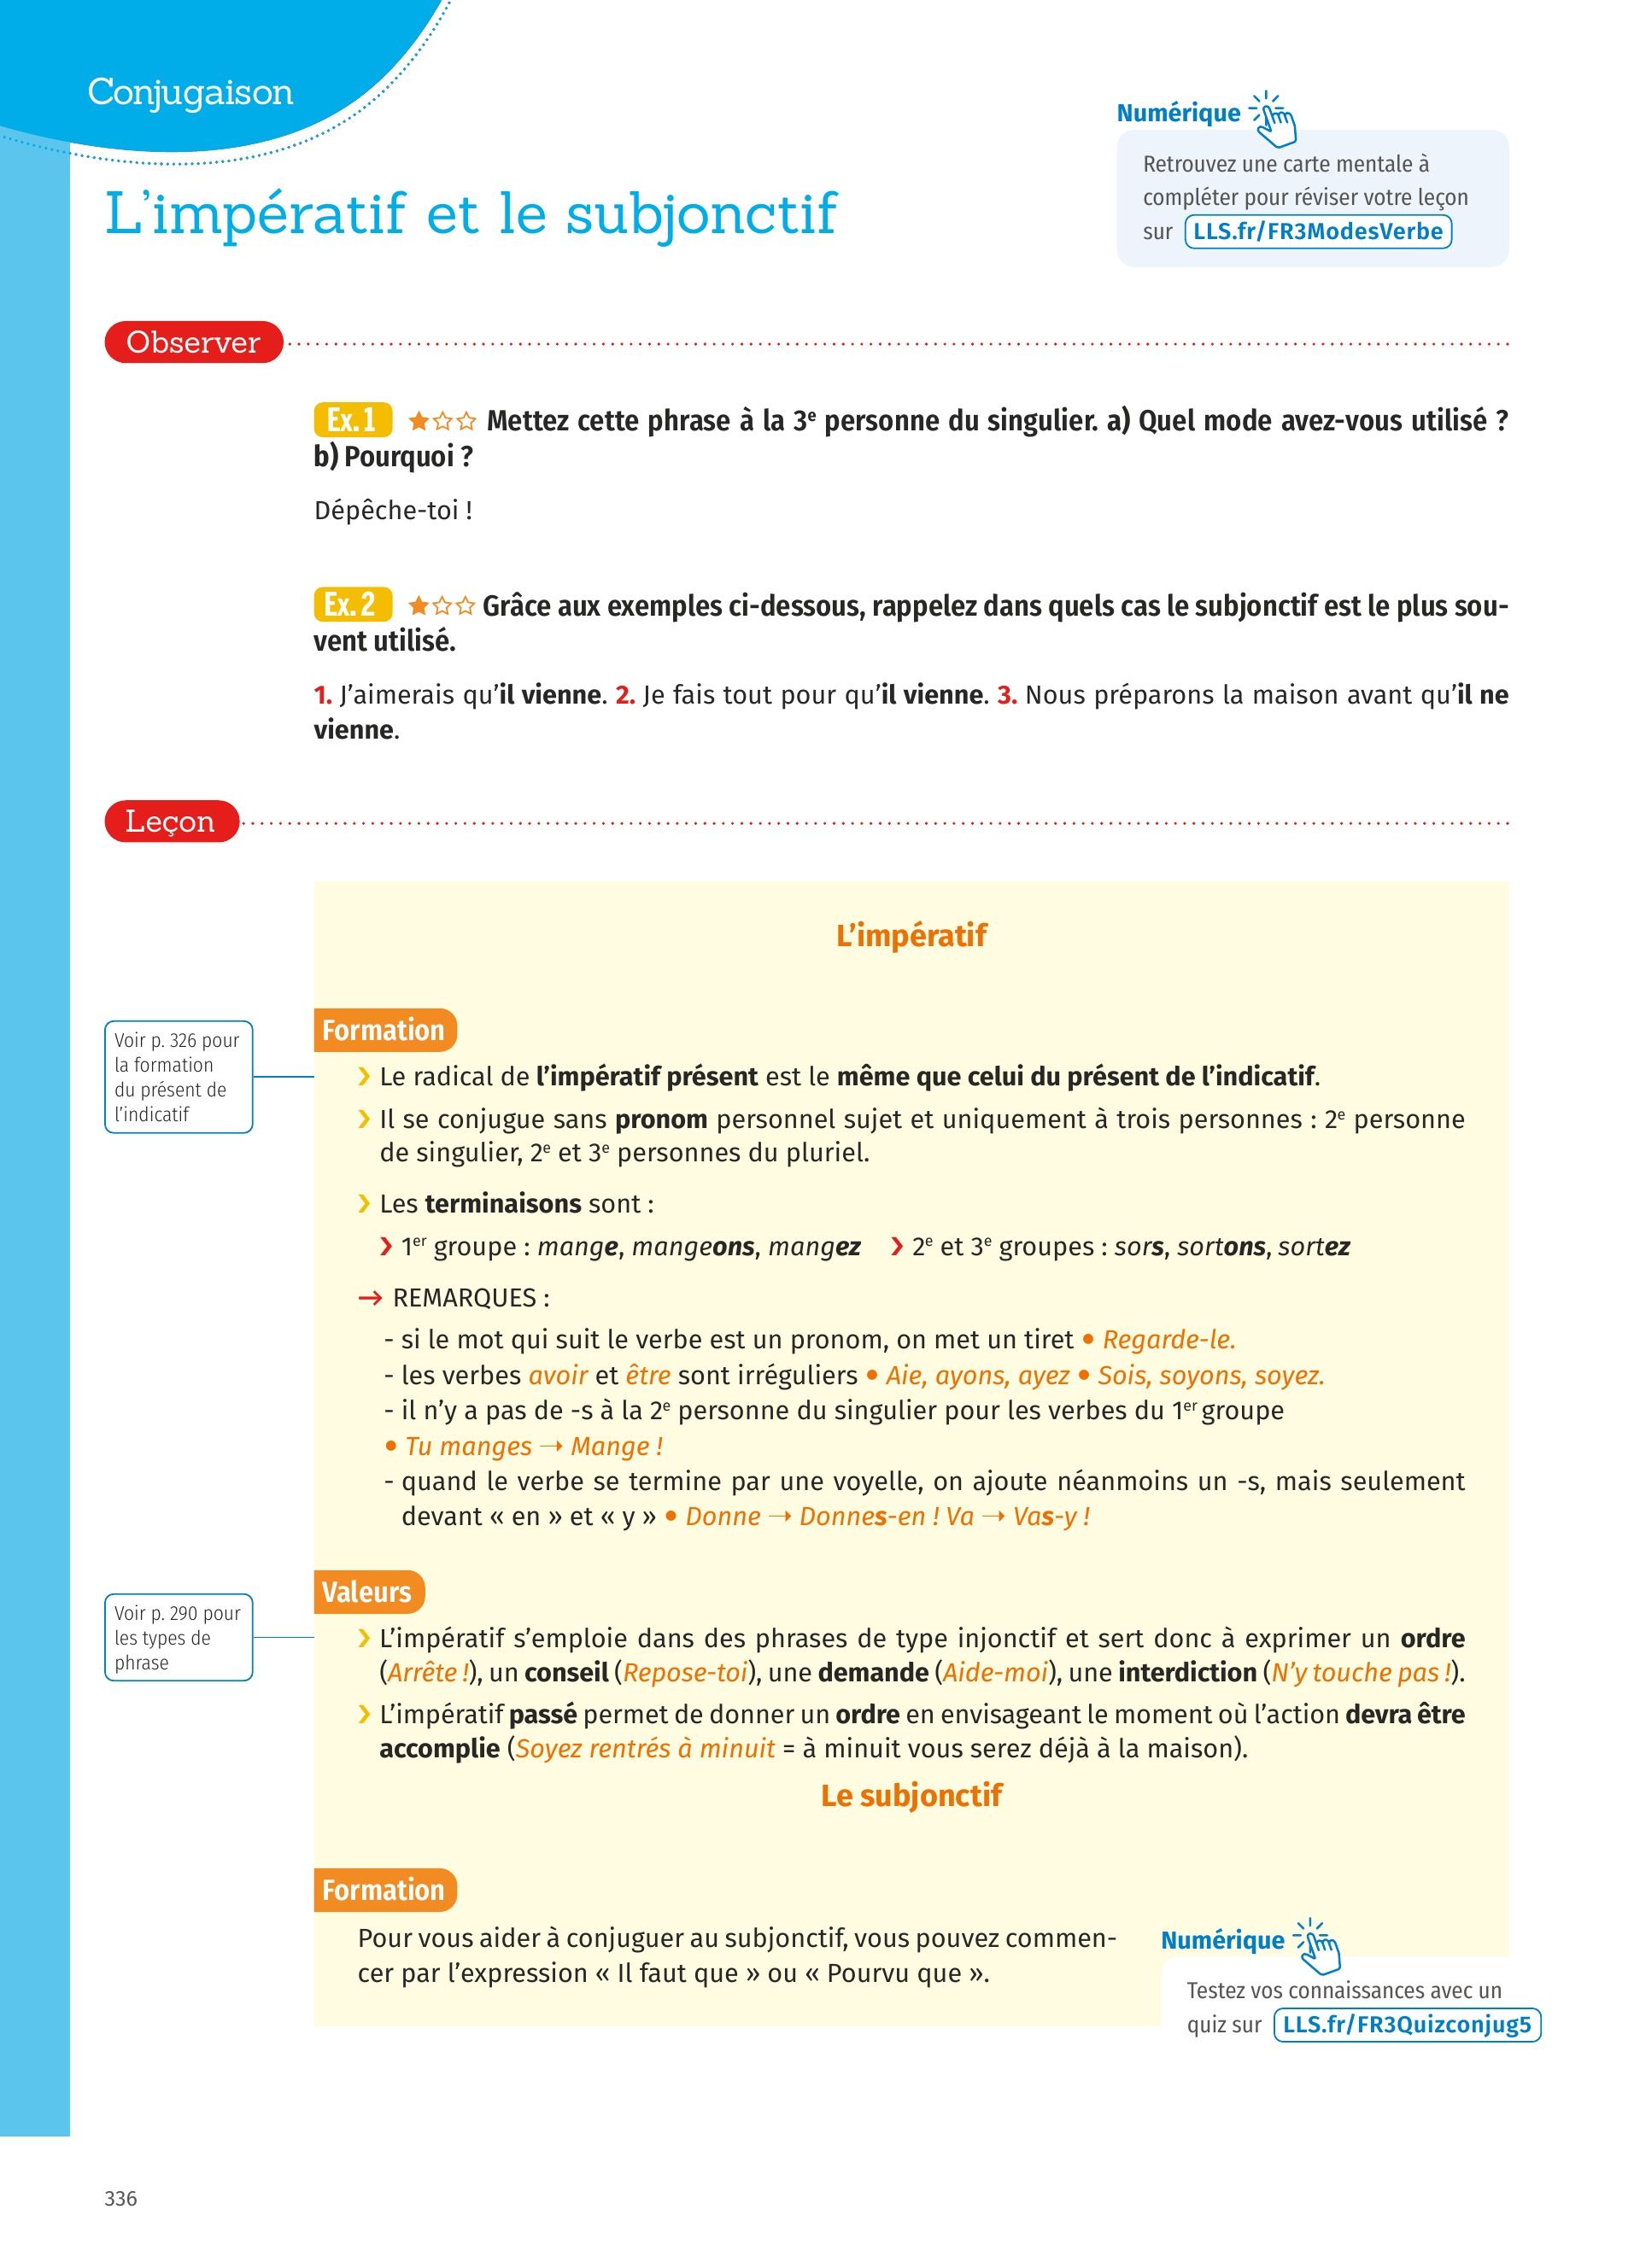 Conjugaison
Numérique
Retrouvez une carte mentale à
compléter pour réviser votre leçon
sur LLS.fr/FR3ModesVerbe
L'impératif et le subjonctif
Observer
Ex. 1 ★☆☆ Mettez cette phrase à la 3e personne du singulier. a) Quel mode avez-vous utilisé ?
b) Pourquoi ?
Dépêche-toi !
Ex. 2 ★☆☆ Grâce aux exemples ci-dessous, rappelez dans quels cas le subjonctif est le plus sou-
vent utilisé.
1. J'aimerais qu'il vienne. 2. Je fais tout pour qu'il vienne. 3. Nous préparons la maison avant qu'il ne
vienne.
Leçon
L'impératif
Formation
Voir p. 326 pour
la formation
du présent de
l'indicatif
› Le radical de l'impératif présent est le même que celui du présent de l'indicatif.
› Il se conjugue sans pronom personnel sujet et uniquement à trois personnes : 2e personne
de singulier, 2e et 3e personnes du pluriel.
› Les terminaisons sont :
› 1er groupe : mange, mangeons, mangez › 2e et 3e groupes : sors, sortons, sortez
→ REMARQUES :
- si le mot qui suit le verbe est un pronom, on met un tiret • Regarde-le.
- les verbes avoir et être sont irréguliers • Aie, ayons, ayez • Sois, soyons, soyez.
- il n'y a pas de -s à la 2e personne du singulier pour les verbes du 1er groupe
• Tu manges → Mange !
- quand le verbe se termine par une voyelle, on ajoute néanmoins un -s, mais seulement
devant « en » et « y » • Donne → Donnes-en ! Va → Vas-y !
Valeurs
Voir p. 290 pour
les types de
phrase
› L'impératif s'emploie dans des phrases de type injonctif et sert donc à exprimer un ordre
(Arrête !), un conseil (Repose-toi), une demande (Aide-moi), une interdiction (N'y touche pas !).
› L'impératif passé permet de donner un ordre en envisageant le moment où l'action devra être
accomplie (Soyez rentrés à minuit = à minuit vous serez déjà à la maison).
Le subjonctif
Formation
Pour vous aider à conjuguer au subjonctif, vous pouvez commen-
cer par l'expression « Il faut que » ou « Pourvu que ».
Numérique
Testez vos connaissances avec un
quiz sur LLS.fr/FR3Quizconjug5
336